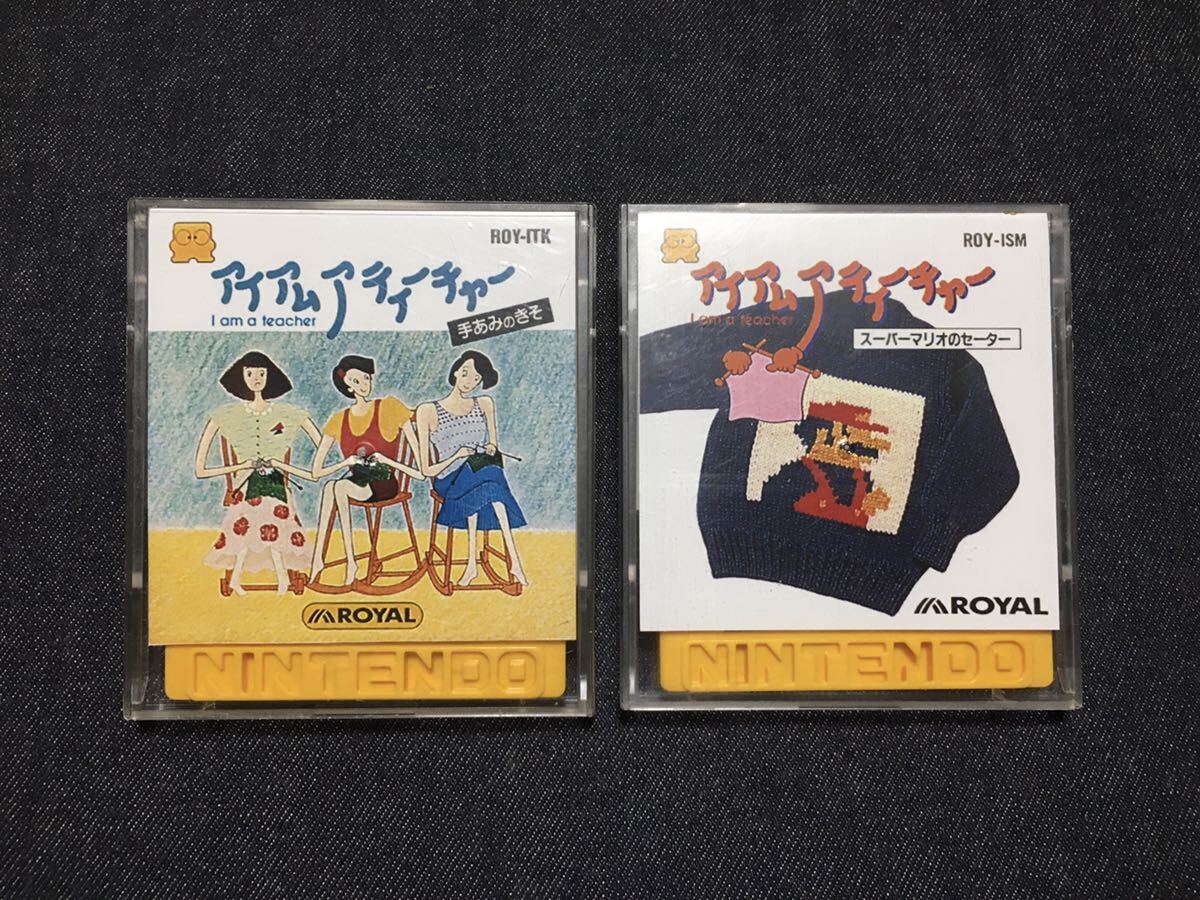 ROY-ITK
アイアムアティーチャー
I am a teacher
手あみのきそ
ROYAL
NINTENDO
ROY-ISM
アイアムアティーチャー
I am a teacher
スーパーマリオのセーター
ROYAL
NINTENDO